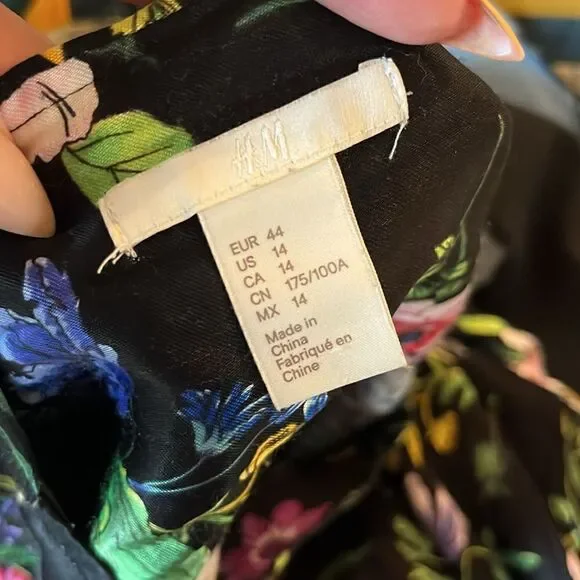 H&M
EUR 44
US 14
CA 14
CN 175/100A
MX 14
Made in
China
Fabriqué en
Chine